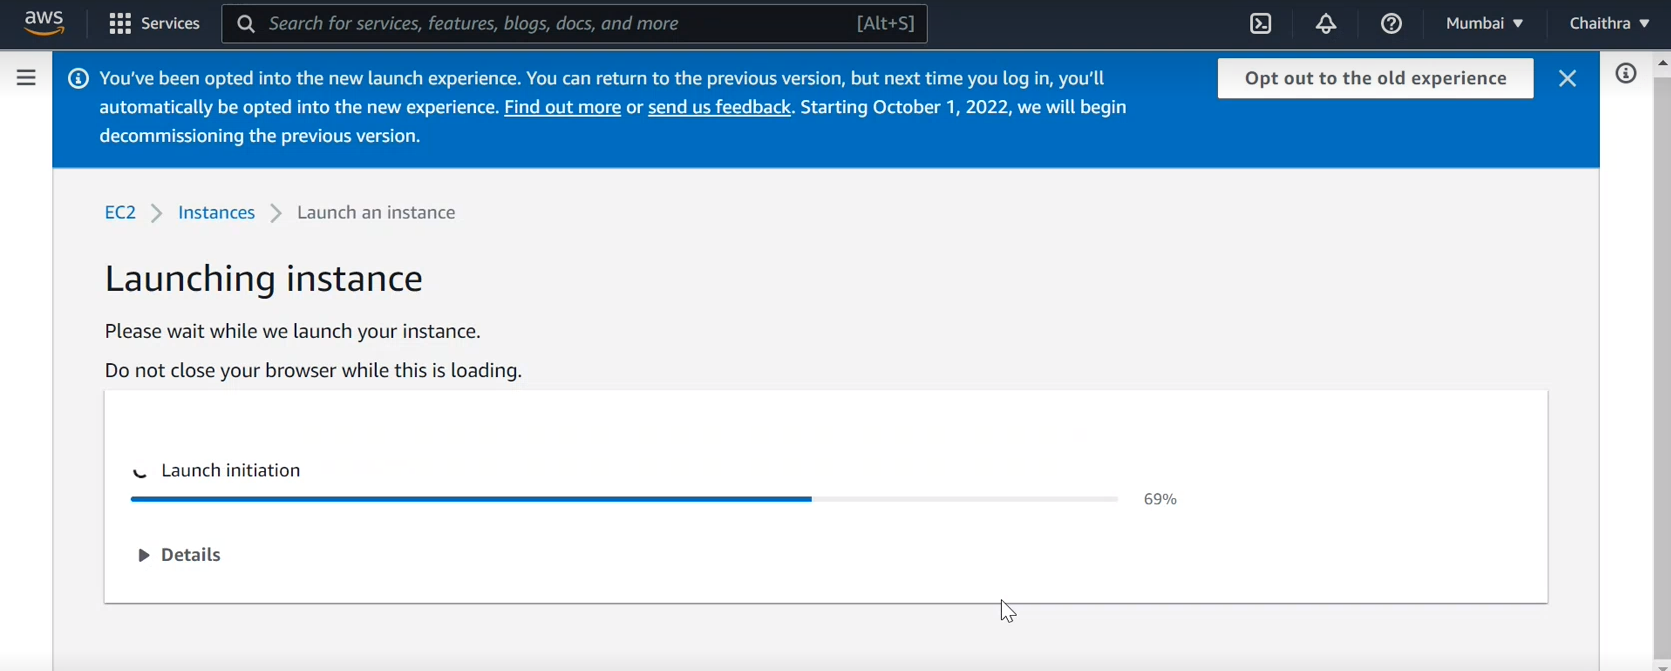 aws Services Search for services, features, blogs, docs, and more [Alt+S] Mumbai Chaithra
You've been opted into the new launch experience. You can return to the previous version, but next time you log in, you'll
automatically be opted into the new experience. Find out more or send us feedback. Starting October 1, 2022, we will begin
decommissioning the previous version.
Opt out to the old experience
EC2 Instances Launch an instance
Launching instance
Please wait while we launch your instance.
Do not close your browser while this is loading.
Launch initiation
69%
Details